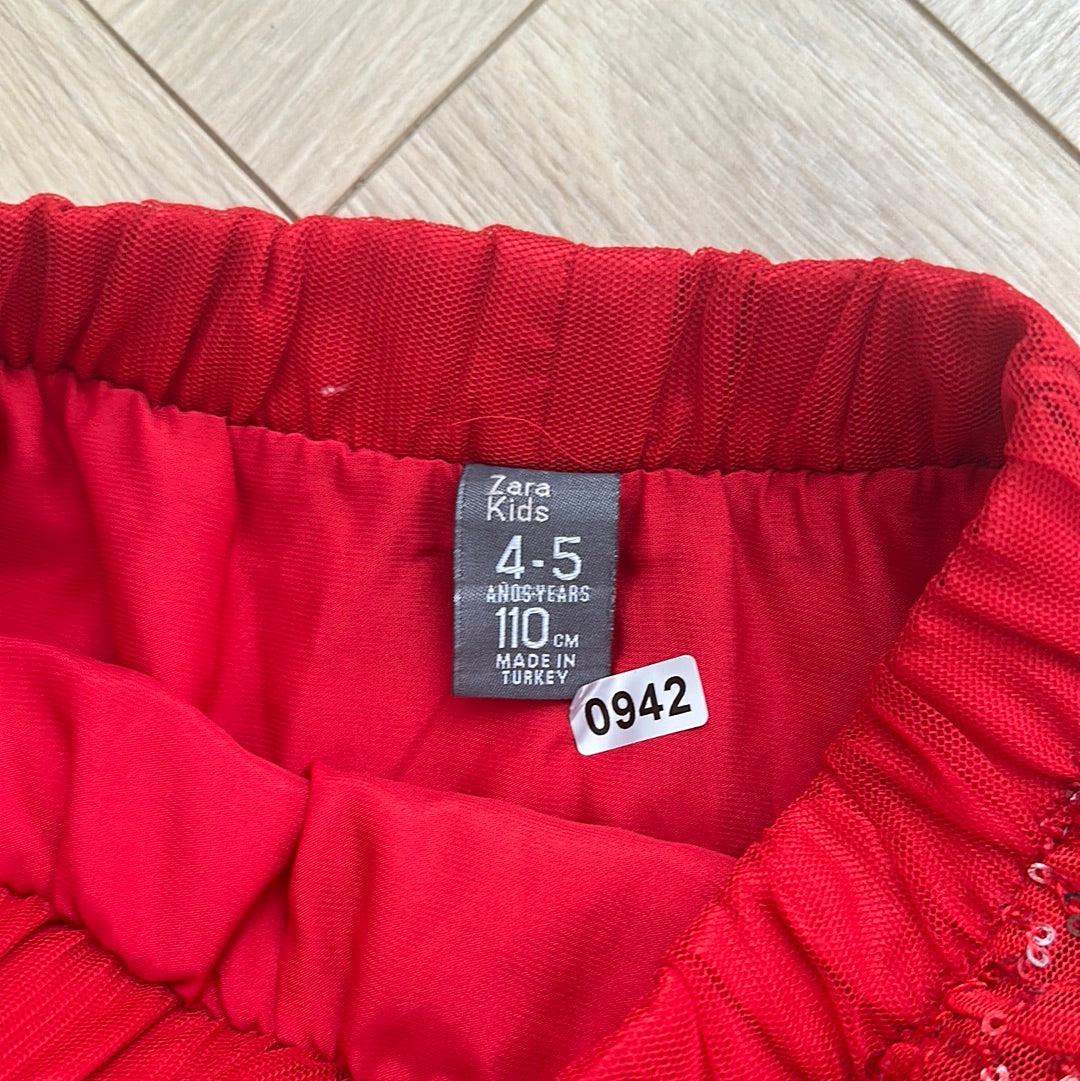 Zara
Kids
4-5
AÑOS-YEARS
110 CM
MADE IN
TURKEY
0942